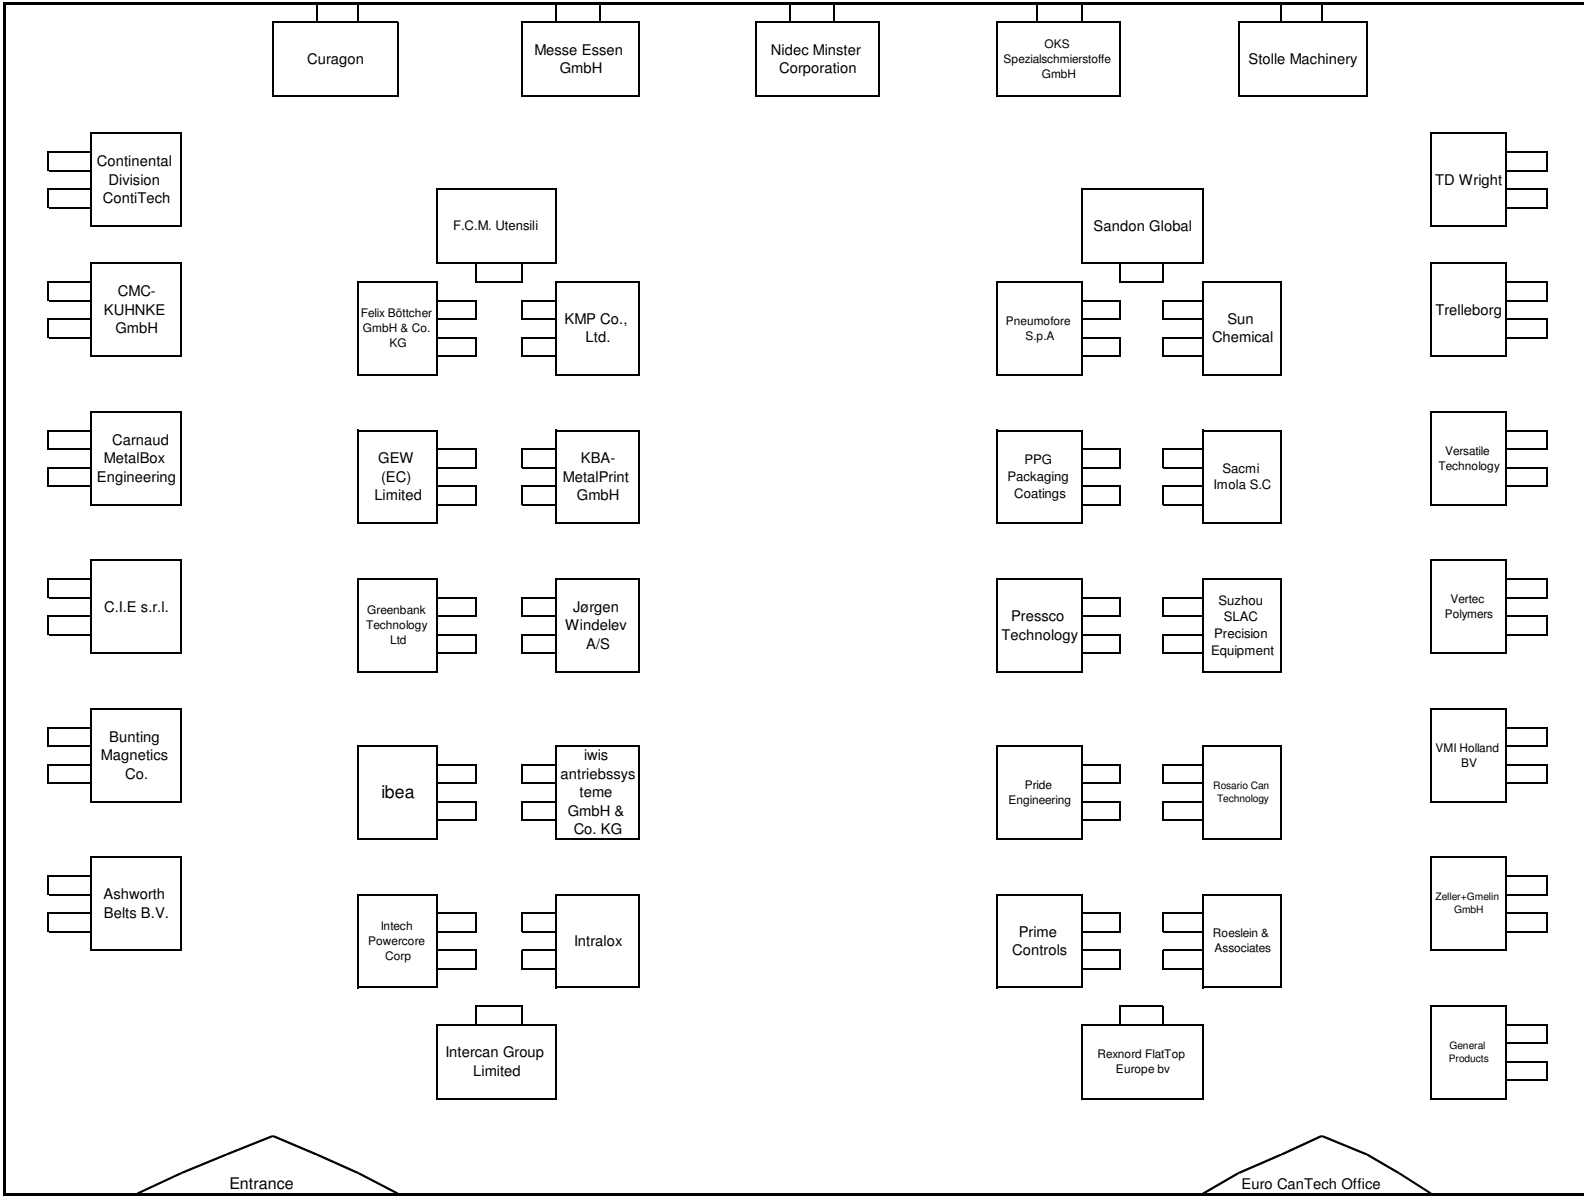 Curagon
Messe Essen
GmbH
Nidec Minster
Corporation
OKS
Spezialschmierstoffe
GmbH
Stolle Machinery
Continental
Division
ContiTech
TD Wright
F.C.M. Utensili
Sandon Global
CMC-
KUHNKE
GmbH
Felix Böttcher
GmbH & Co.
KG
KMP Co.,
Ltd.
Pneumofore
S.p.A
Sun
Chemical
Trelleborg
Carnaud
MetalBox
Engineering
GEW
(EC)
Limited
KBA-
MetalPrint
GmbH
PPG
Packaging
Coatings
Sacmi
Imola S.C
Versatile
Technology
C.I.E s.r.l.
Greenbank
Technology
Ltd
Jørgen
Windelev
A/S
Pressco
Technology
Suzhou
SLAC
Precision
Equipment
Vertec
Polymers
Bunting
Magnetics
Co.
ibea
iwis
antriebssys
teme
GmbH &
Co. KG
Pride
Engineering
Rosario Can
Technology
VMI Holland
BV
Ashworth
Belts B.V.
Intech
Powercore
Corp
Intralox
Prime
Controls
Roeslein &
Associates
Zeller+Gmelin
GmbH
Intercan Group
Limited
Rexnord FlatTop
Europe bv
General
Products
Entrance
Euro CanTech Office